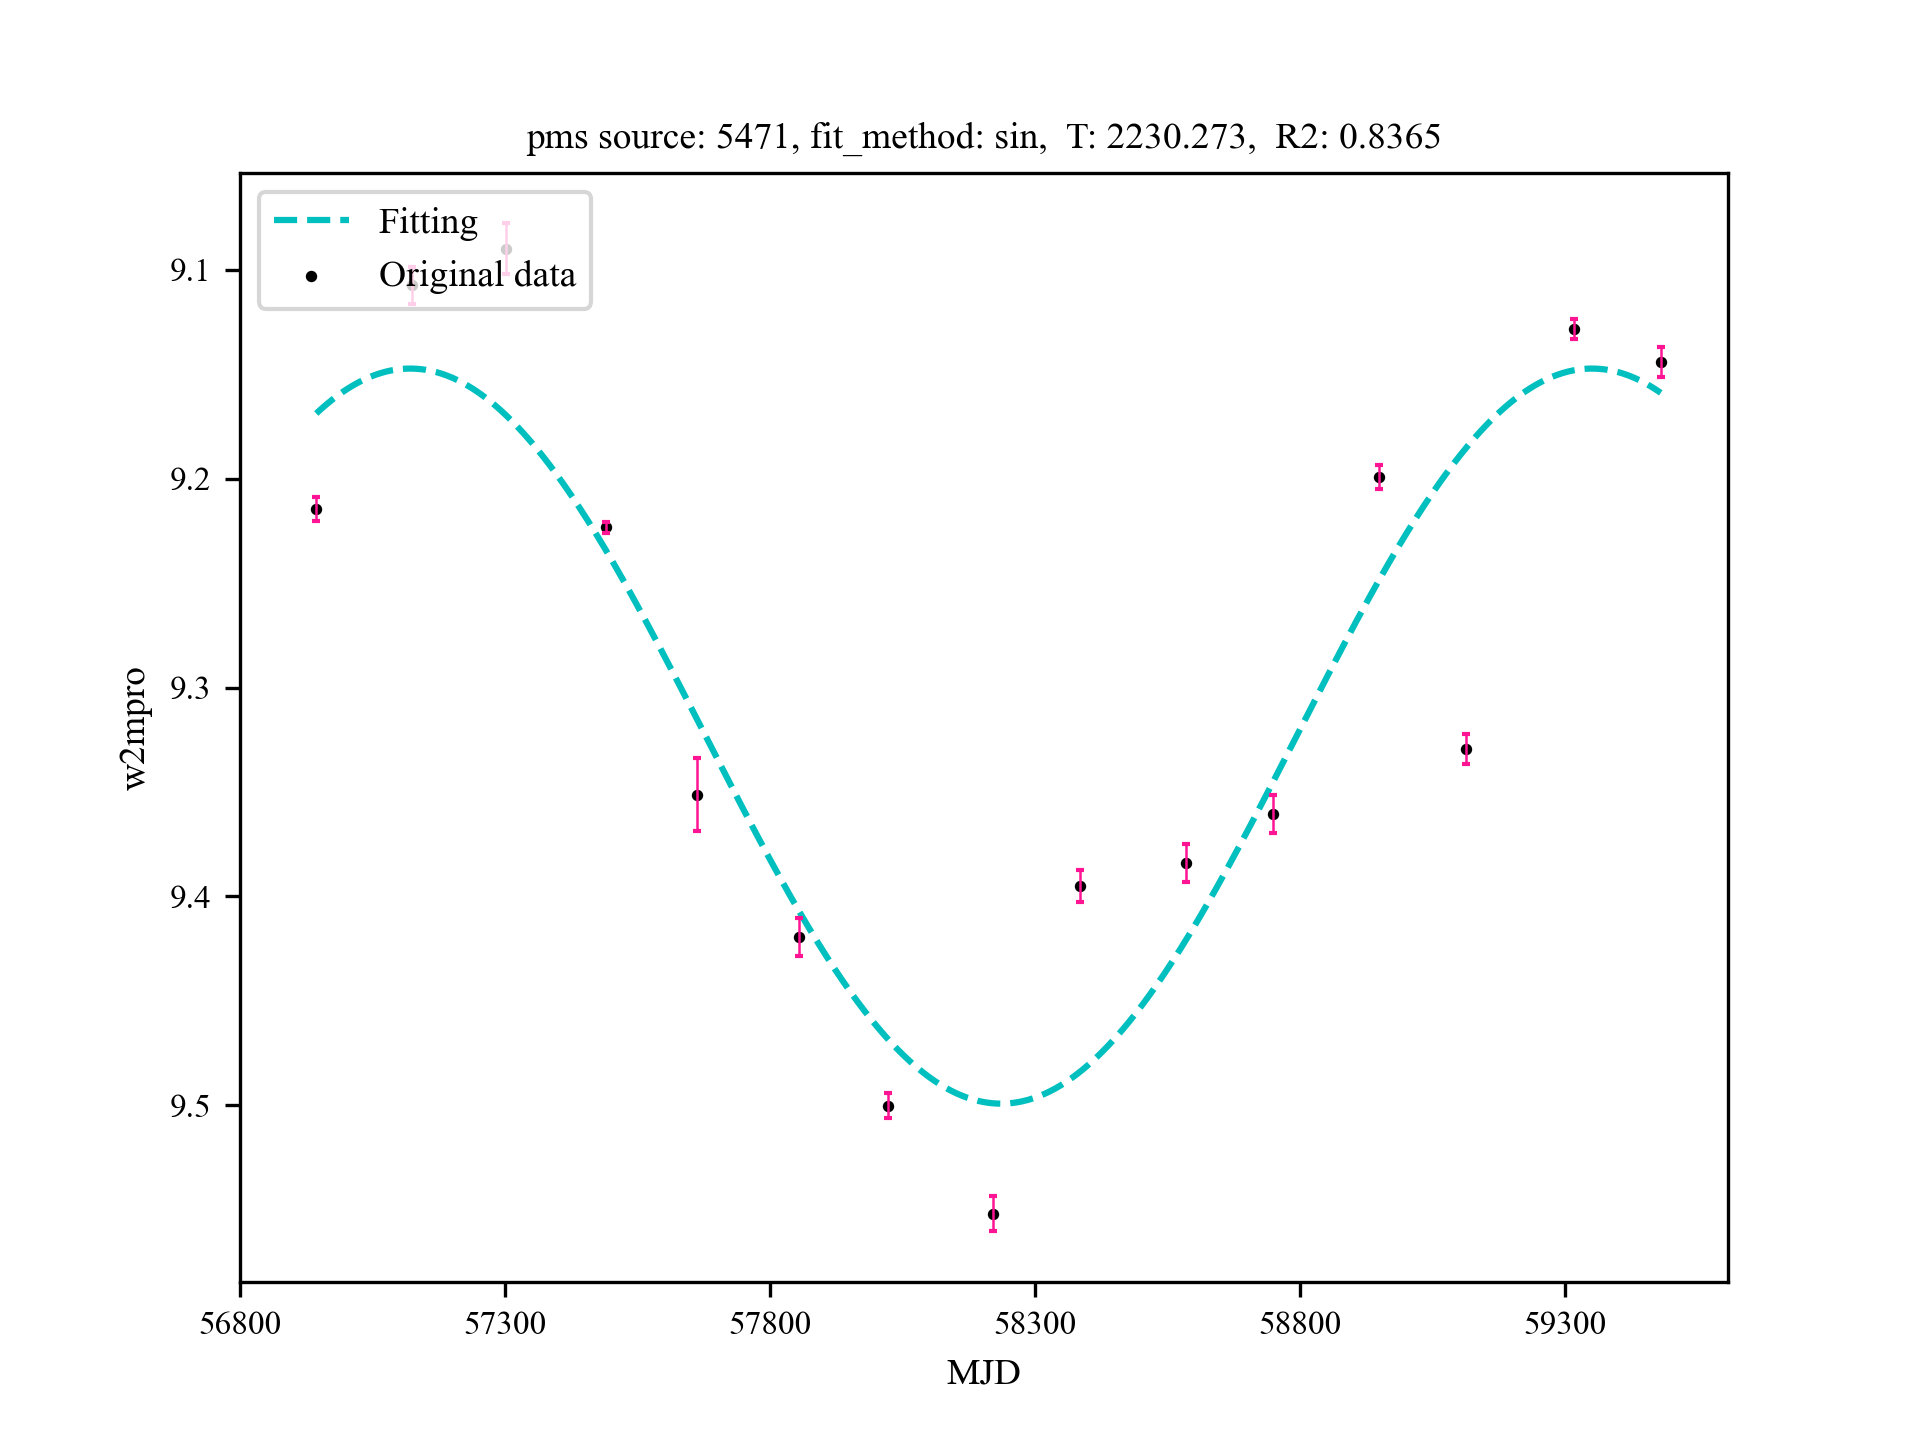 pms source: 5471, fit_method: sin, T: 2230.273, R2: 0.8365
Fitting
Original data
9.1
9.2
9.3
9.4
9.5
w2mpro
56800 57300 57800 58300 58800 59300
MJD